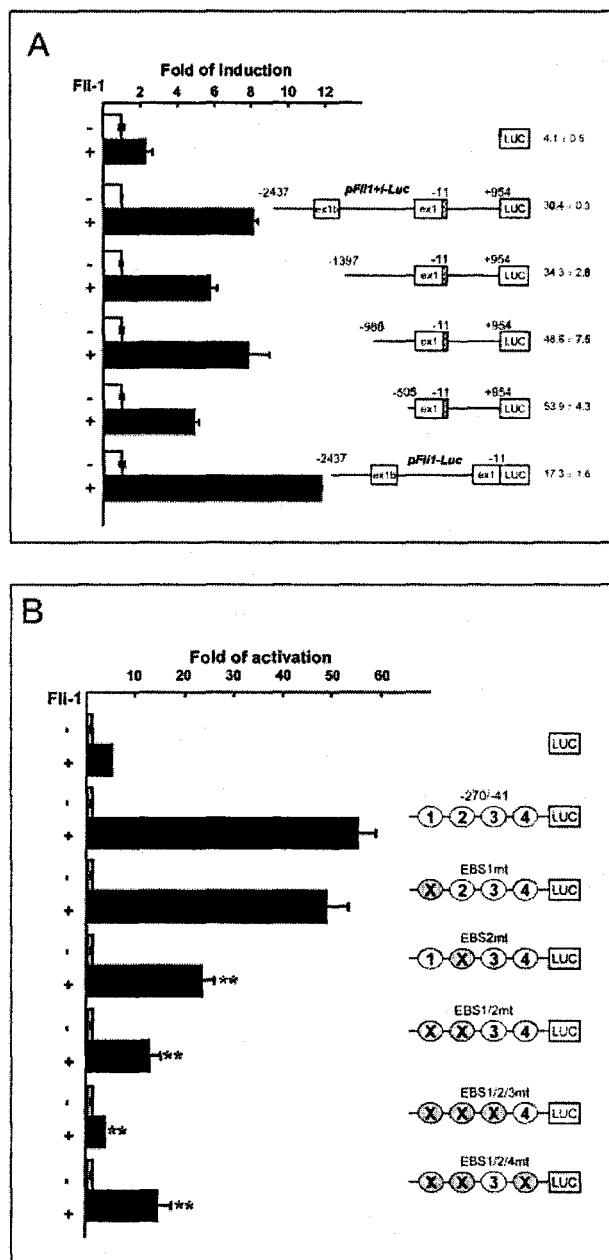 A
Fold of Induction
Fli-1 2 4 6 8 10 12
-
+ LUC 4.1 ± 0.6
-2437 pFli1+I-Luc -11 +954
-
+ ex1b ex1 LUC 30.4 ± 0.3
-1397 -11 +954
-
+ ex1 LUC 34.3 ± 2.8
-986 -11 +954
-
+ ex1 LUC 48.6 ± 7.5
-505 -11 +954
-
+ ex1 LUC 53.9 ± 4.3
-2437 pFli1-Luc -11
-
+ ex1b ex1 LUC 17.3 ± 1.6
B
Fold of activation
Fli-1 10 20 30 40 50 60
-
+ LUC
-270/-41
-
+ 1 2 3 4 LUC
EBS1mt
-
+ X 2 3 4 LUC
EBS2mt
-
+ ** 1 X 3 4 LUC
EBS1/2mt
-
+ ** X X 3 4 LUC
EBS1/2/3mt
-
+ ** X X X 4 LUC
EBS1/2/4mt
-
+ ** X X 3 X LUC